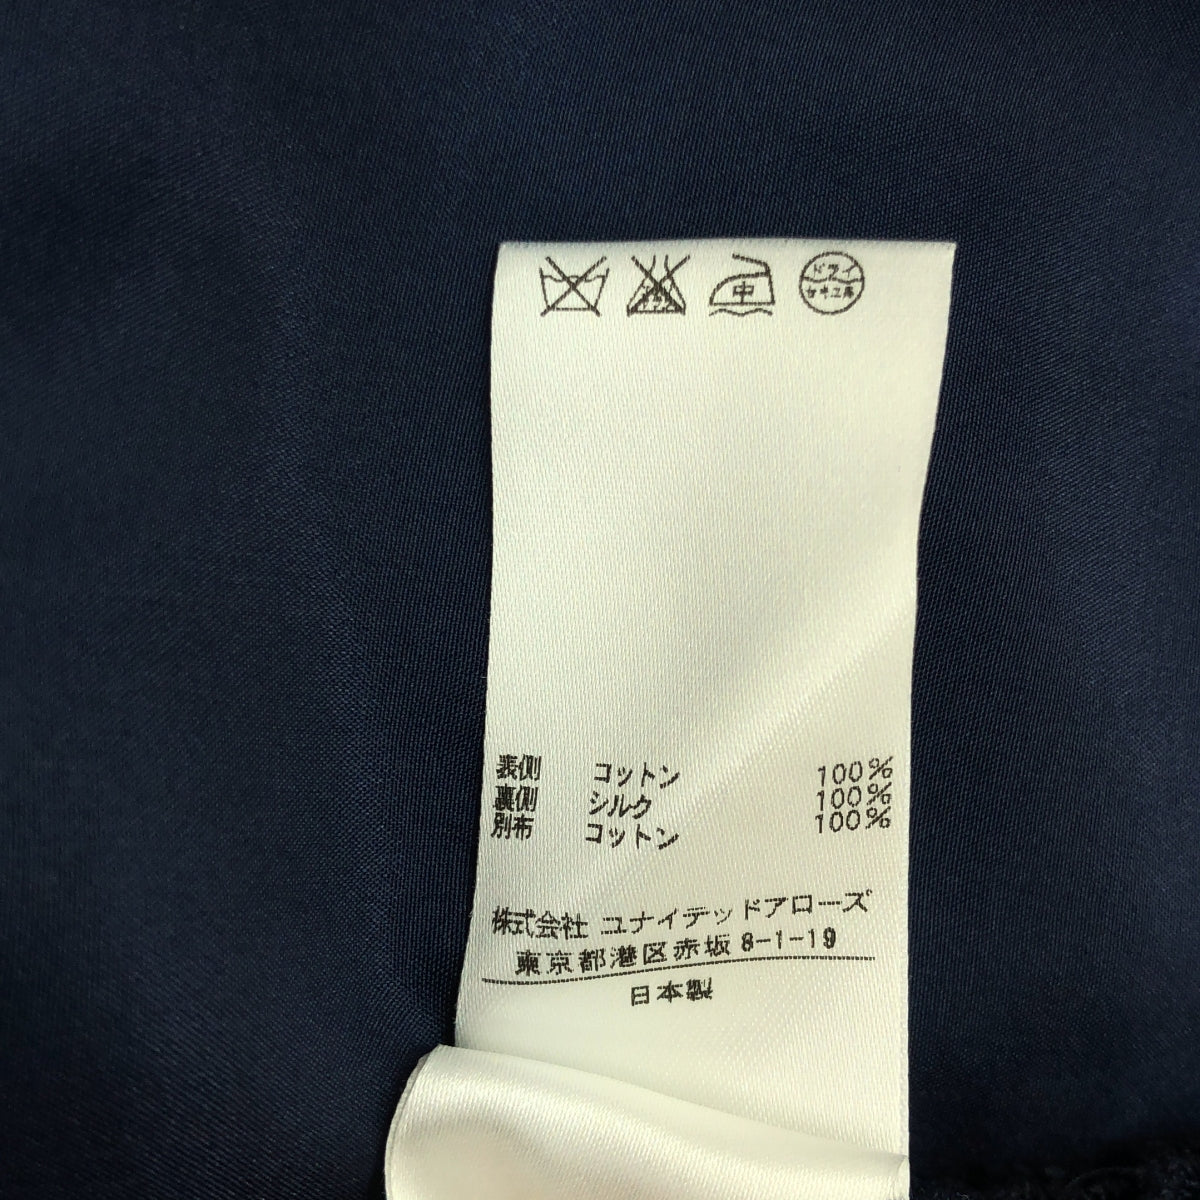 中 ドライ セキユ系
表側 コットン 100%
裏側 シルク 100%
別布 コットン 100%
株式会社 ユナイテッドアローズ
東京都港区赤坂 8-1-19
日本製